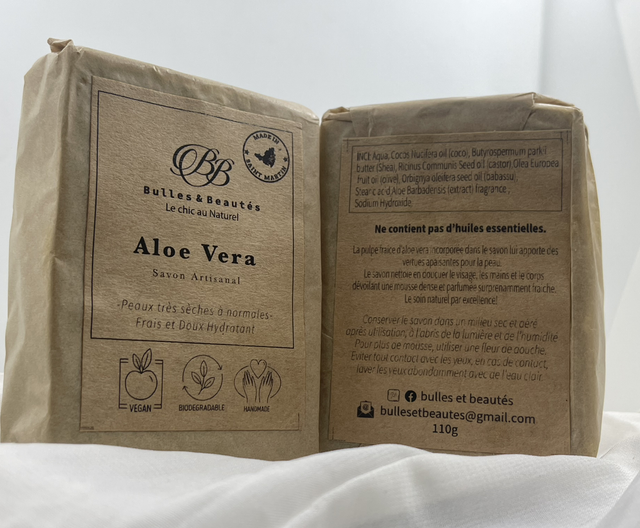 BB
MADE IN
SAINT MARTIN
Bulles & Beautés
Le chic au Naturel
Aloe Vera
Savon Artisanal
-Peaux très sèches à normales-
Frais et Doux Hydratant
VEGAN
BIODEGRADABLE
HANDMADE
INCI: Aqua, Cocos Nucifera oil (coco), Butyrospermum parkii
butter (Shea), Ricinus Communis Seed oil (castor), Olea Europea
fruit oil (olive), Orbignya oleifera seed oil (babassu,
Stearic acid, Aloe Barbadensis (extract) fragrance,
Sodium Hydroxide
Ne contient pas d'huiles essentielles.
La pulpe fraîce d'aloe vera incorporée dans le savon lui apporte des
vertues apaisantes pour la peau.
Le savon nettoie en douceur le visage, les mains et le corps
dévoilant une mousse dense et parfumée surprenamment fraiche.
Le soin naturel par excellence!
Conserver le savon dans un milieu sec et aéré
après utilisation, à l'abris de la lumière et de l'humidité.
Pour plus de mousse, utiliser une fleur de douche.
Eviter tout contact avec les yeux, en cas de contact,
laver les yeux abondamment avec de l'eau clair.
bulles et beautés
bullesetbeautes@gmail.com
110g